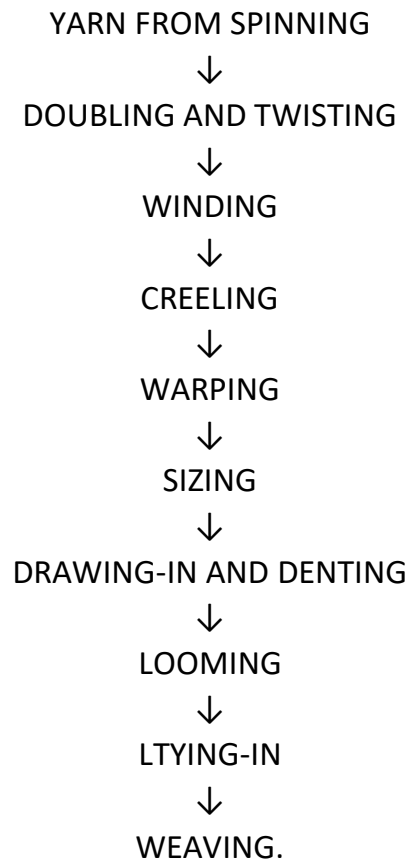 YARN FROM SPINNING
↓
DOUBLING AND TWISTING
↓
WINDING
↓
CREELING
↓
WARPING
↓
SIZING
↓
DRAWING-IN AND DENTING
↓
LOOMING
↓
LTYING-IN
↓
WEAVING.